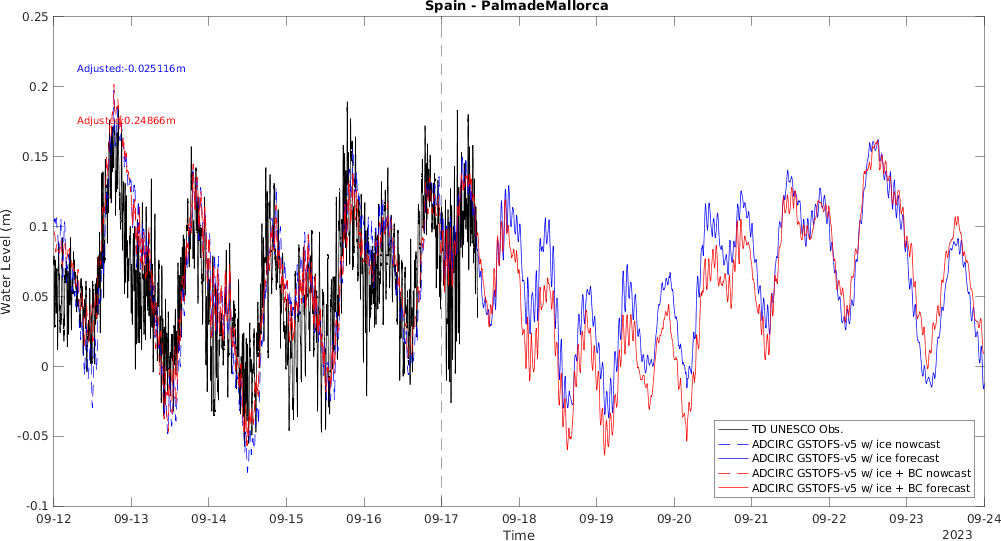 Spain - PalmadeMallorca
Adjusted:-0.025116m
Adjusted:0.24866m
Water Level (m)
0.25
0.2
0.15
0.1
0.05
0
-0.05
-0.1
TD UNESCO Obs.
ADCIRC GSTOFS-v5 w/ ice nowcast
ADCIRC GSTOFS-v5 w/ ice forecast
ADCIRC GSTOFS-v5 w/ ice + BC nowcast
ADCIRC GSTOFS-v5 w/ ice + BC forecast
09-12 09-13 09-14 09-15 09-16 09-17 09-18 09-19 09-20 09-21 09-22 09-23 09-24
Time
2023